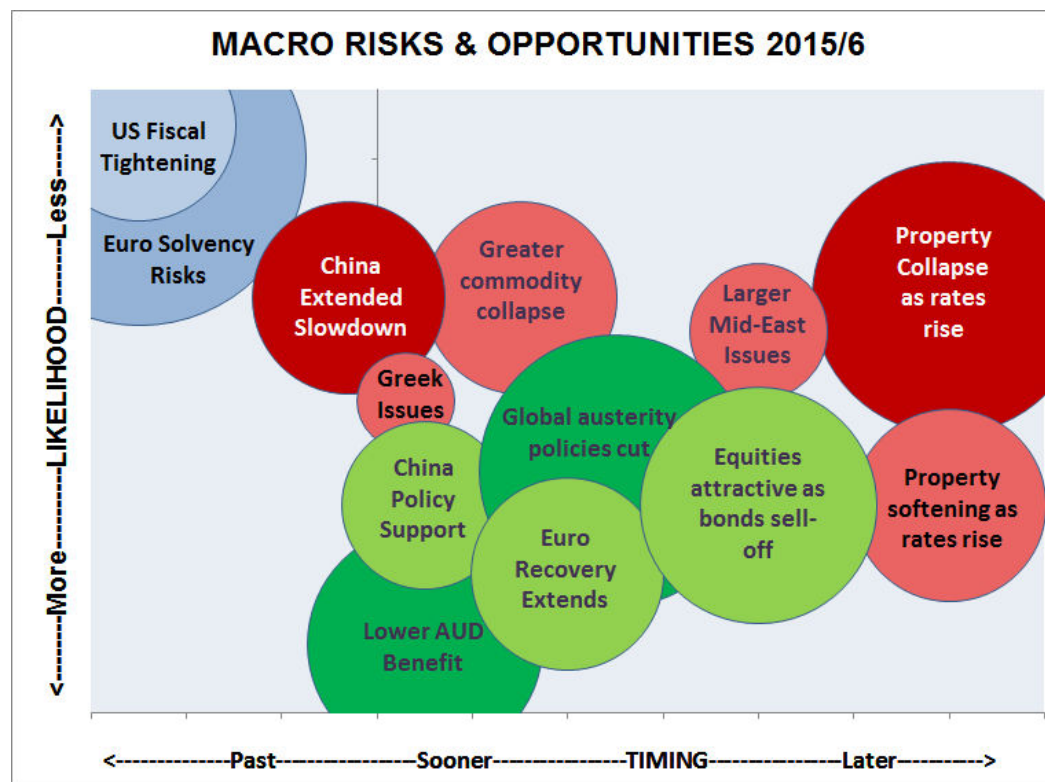 MACRO RISKS & OPPORTUNITIES 2015/6
<------More------LIKELIHOOD------Less------>
US Fiscal
Tightening
Euro Solvency
Risks
China
Extended
Slowdown
Greater
commodity
collapse
Larger
Mid-East
Issues
Property
Collapse
as rates
rise
Greek
Issues
Global austerity
policies cut
China
Policy
Support
Equities
attractive as
bonds sell-
off
Property
softening as
rates rise
Euro
Recovery
Extends
Lower AUD
Benefit
<--------------Past-----------------Sooner----------------TIMING----------------Later----------->